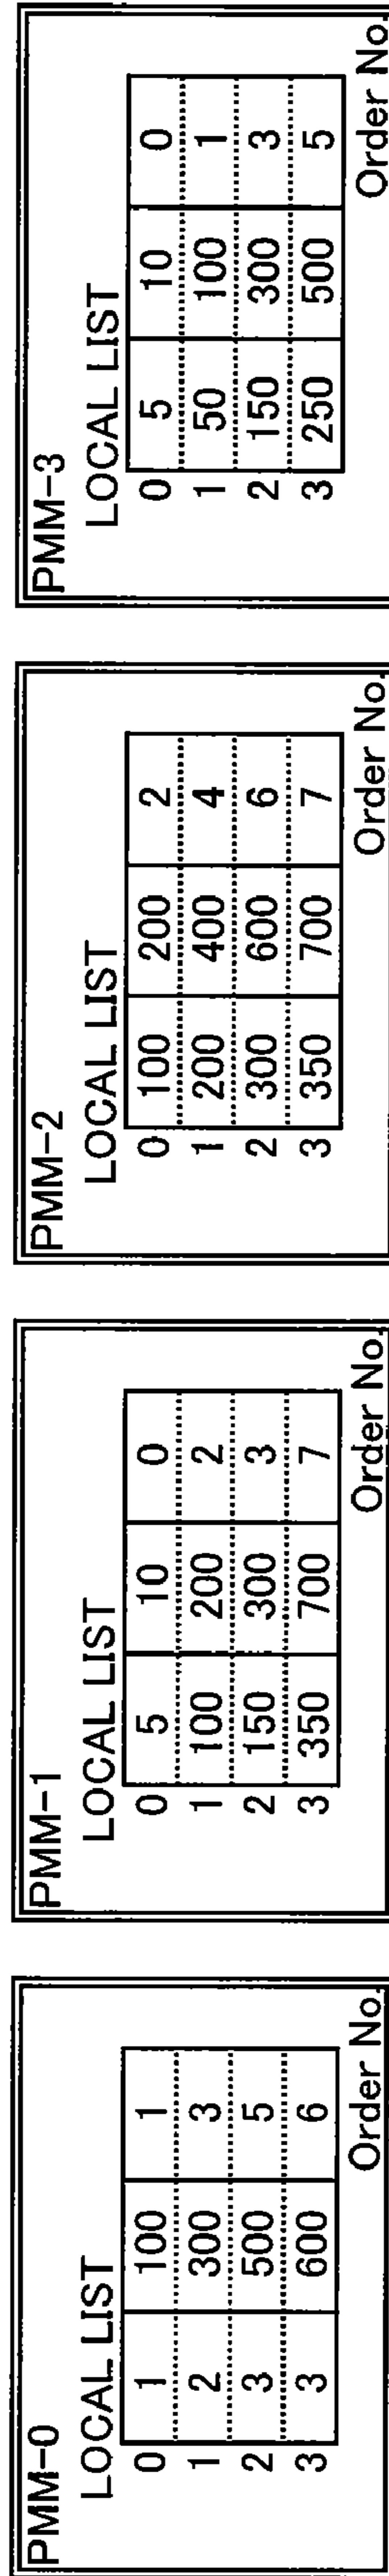 PMM-0
LOCAL LIST
0 1 100 1
1 2 300 3
2 3 500 5
3 3 600 6
Order No.
PMM-1
LOCAL LIST
0 5 10 0
1 100 200 2
2 150 300 3
3 350 700 7
Order No.
PMM-2
LOCAL LIST
0 100 200 2
1 200 400 4
2 300 600 6
3 350 700 7
Order No.
PMM-3
LOCAL LIST
0 5 10 0
1 50 100 1
2 150 300 3
3 250 500 5
Order No.